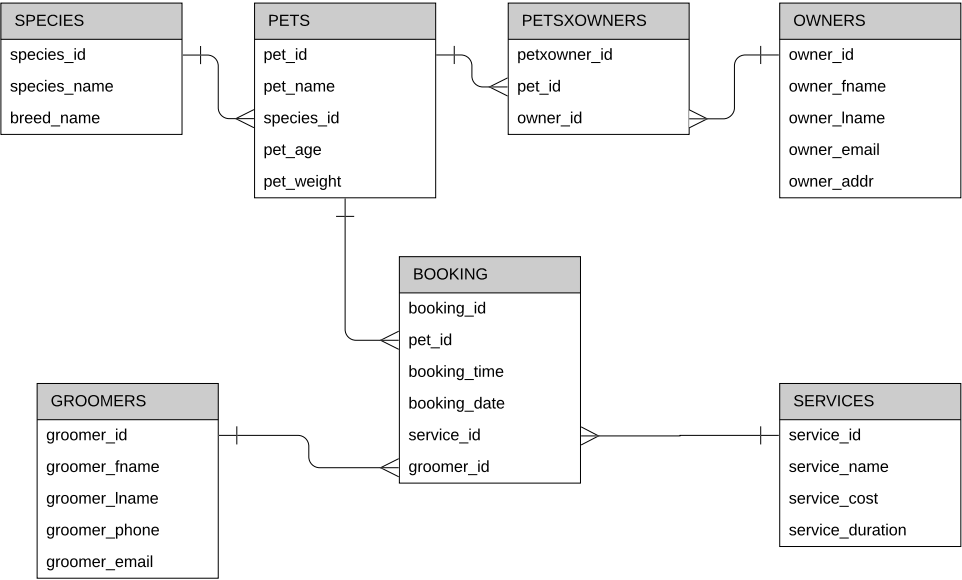 SPECIES
species_id
species_name
breed_name
PETS
pet_id
pet_name
species_id
pet_age
pet_weight
PETSXOWNERS
petxowner_id
pet_id
owner_id
OWNERS
owner_id
owner_fname
owner_lname
owner_email
owner_addr
BOOKING
booking_id
pet_id
booking_time
booking_date
service_id
groomer_id
GROOMERS
groomer_id
groomer_fname
groomer_lname
groomer_phone
groomer_email
SERVICES
service_id
service_name
service_cost
service_duration